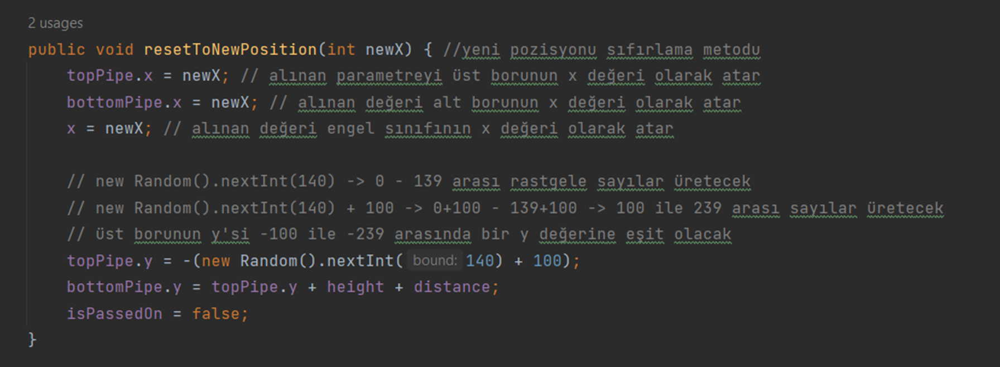 2 usages
public void resetToNewPosition(int newX) { //yeni pozisyonu sıfırlama metodu
topPipe.x = newX; // alınan parametreyi üst borunun x değeri olarak atar
bottomPipe.x = newX; // alınan değeri alt borunun x değeri olarak atar
x = newX; // alınan değeri engel sınıfının x değeri olarak atar
// new Random().nextInt(140) -> 0 - 139 arası rastgele sayılar üretecek
// new Random().nextInt(140) + 100 -> 0+100 - 139+100 -> 100 ile 239 arası sayılar üretecek
// üst borunun y'si -100 ile -239 arasında bir y değerine eşit olacak
topPipe.y = -(new Random().nextInt( bound: 140) + 100);
bottomPipe.y = topPipe.y + height + distance;
isPassedOn = false;
}